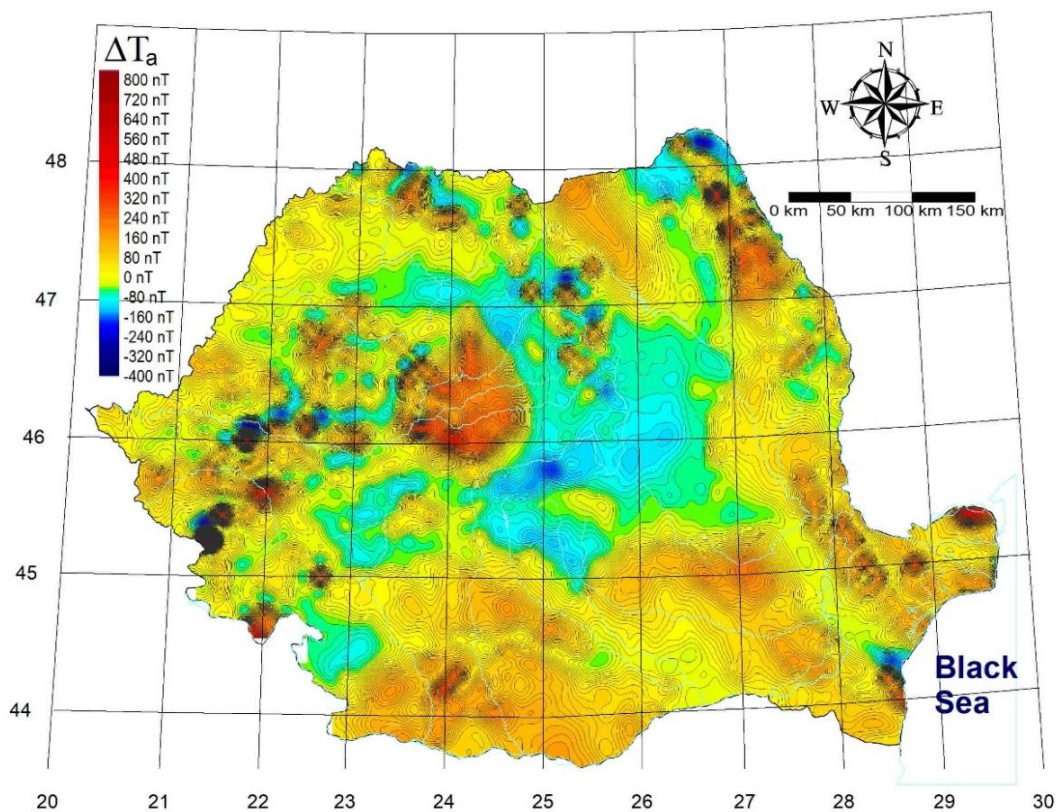 ΔTa
800 nT
720 nT
640 nT
560 nT
480 nT
400 nT
320 nT
240 nT
160 nT
80 nT
0 nT
-80 nT
-160 nT
-240 nT
-320 nT
-400 nT
N
W E
S
0 km 50 km 100 km 150 km
48
47
46
45
44
Black
Sea
20 21 22 23 24 25 26 27 28 29 30